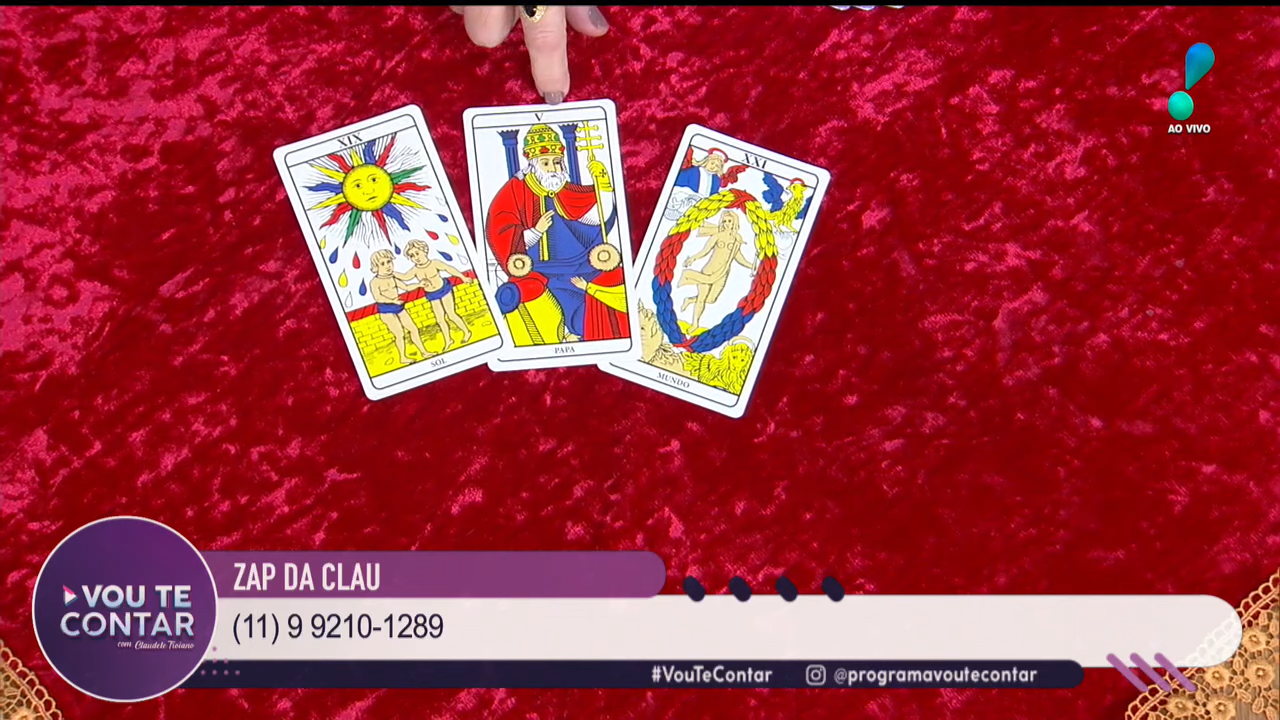 AO VIVO
XIX
V
XXI
SOL
PAPA
MUNDO
ZAP DA CLAU
(11) 9 9210-1289
VOU TE
CONTAR
com Claudete Troiano
#VouTeContar
@programavoutecontar